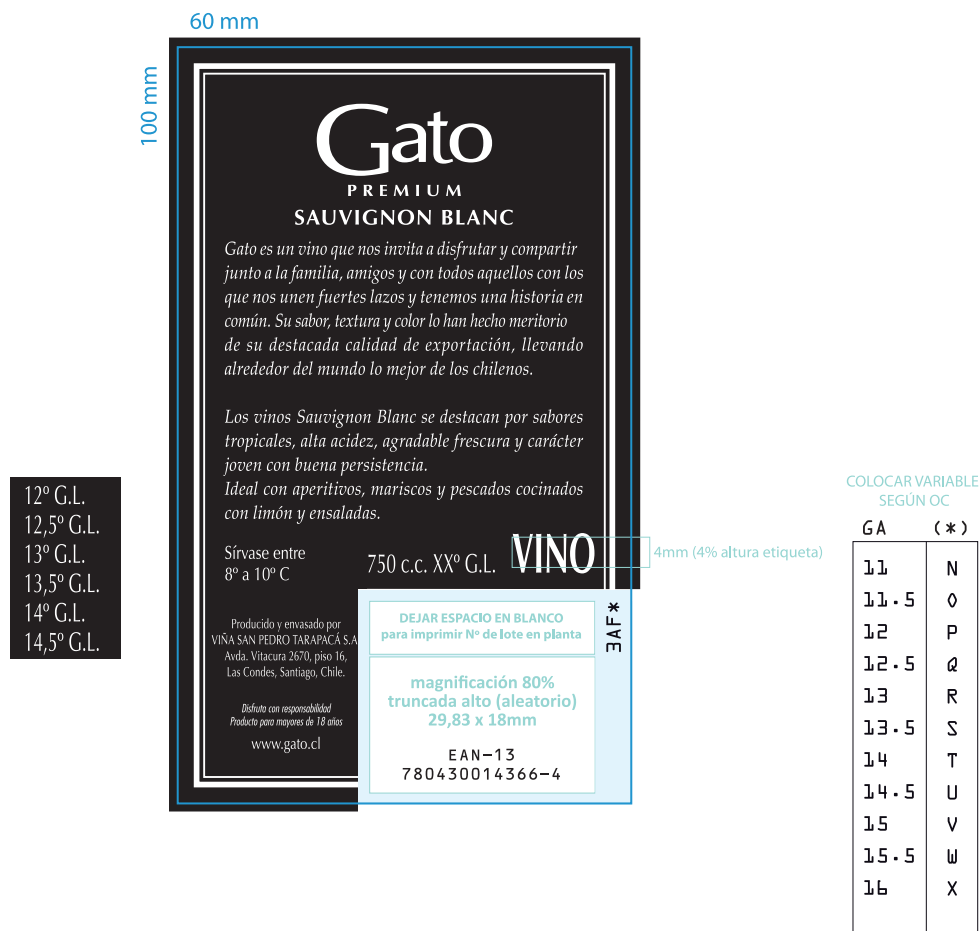 60 mm
100 mm
Gato
PREMIUM
SAUVIGNON BLANC
Gato es un vino que nos invita a disfrutar y compartir
junto a la familia, amigos y con todos aquellos con los
que nos unen fuertes lazos y tenemos una historia en
común. Su sabor, textura y color lo han hecho meritorio
de su destacada calidad de exportación, llevando
alrededor del mundo lo mejor de los chilenos.
Los vinos Sauvignon Blanc se destacan por sabores
tropicales, alta acidez, agradable frescura y carácter
joven con buena persistencia.
Ideal con aperitivos, mariscos y pescados cocinados
con limón y ensaladas.
Sírvase entre
8º a 10º C
750 c.c. XXº G.L.
VINO
4mm (4% altura etiqueta)
Producido y envasado por
VIÑA SAN PEDRO TARAPACÁ S.A
Avda. Vitacura 2670, piso 16,
Las Condes, Santiago, Chile.
Disfruta con responsabilidad
Producto para mayores de 18 años
www.gato.cl
DEJAR ESPACIO EN BLANCO
para imprimir Nº de lote en planta
3AF*
magnificación 80%
truncada alto (aleatorio)
29,83 x 18mm
EAN-13
780430014366-4
12º G.L.
12,5º G.L.
13º G.L.
13,5º G.L.
14º G.L.
14,5º G.L.
COLOCAR VARIABLE
SEGÚN OC
GA (*)
11 N
11.5 O
12 P
12.5 Q
13 R
13.5 S
14 T
14.5 U
15 V
15.5 W
16 X